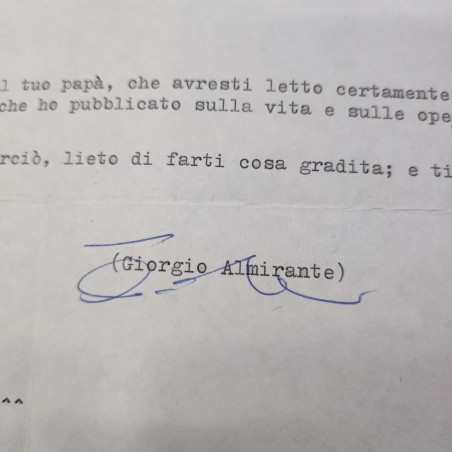 l tuo papà, che avresti letto certamente
che ho pubblicato sulla vita e sulle ope
rciò, lieto di farti cosa gradita; e ti
(Giorgio Almirante)
^^